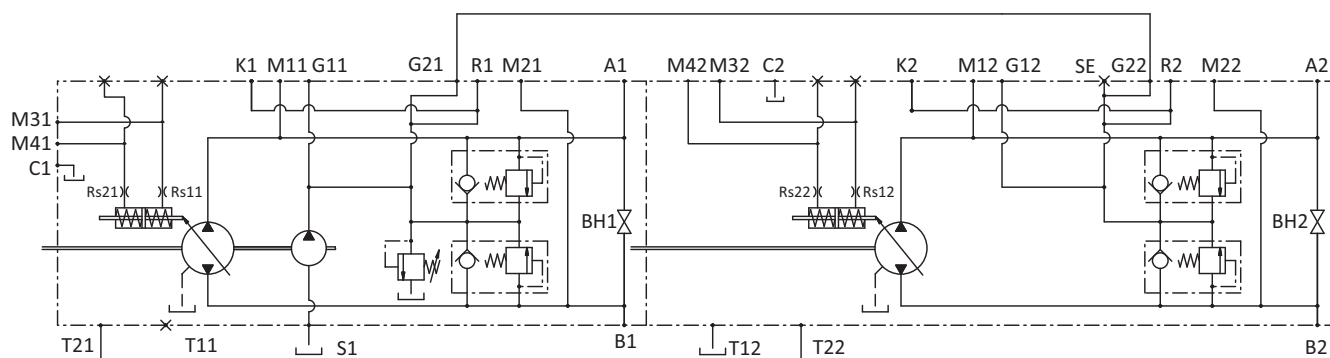 K1 M11 G11 G21 R1 M21 A1 M42 M32 C2 K2 M12 G12 SE G22 R2 M22 A2
M31
M41
C1
Rs21 Rs11 Rs22 Rs12
BH1 BH2
T21 T11 S1 B1 T12 T22 B2